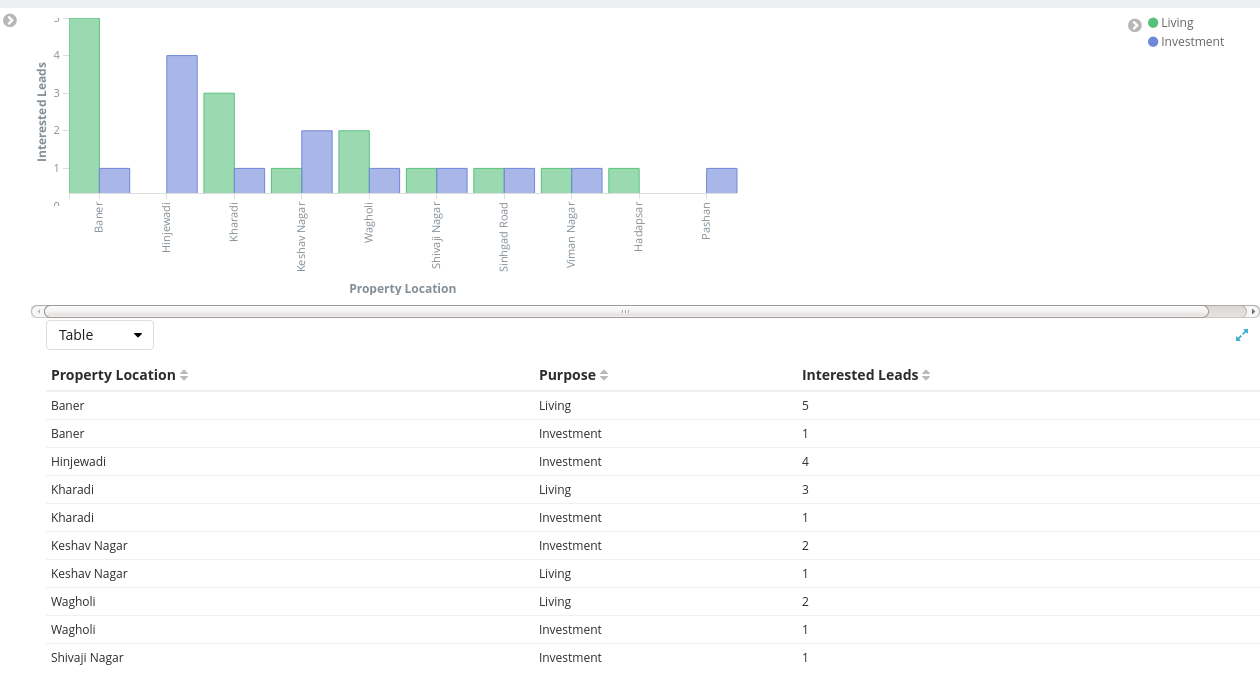 Living
Investment
Interested Leads
5
4
3
2
1
0
Baner
Hinjewadi
Kharadi
Keshav Nagar
Wagholi
Shivaji Nagar
Sinhgad Road
Viman Nagar
Hadapsar
Pashan
Property Location
Table
Property Location Purpose Interested Leads
Baner Living 5
Baner Investment 1
Hinjewadi Investment 4
Kharadi Living 3
Kharadi Investment 1
Keshav Nagar Investment 2
Keshav Nagar Living 1
Wagholi Living 2
Wagholi Investment 1
Shivaji Nagar Investment 1